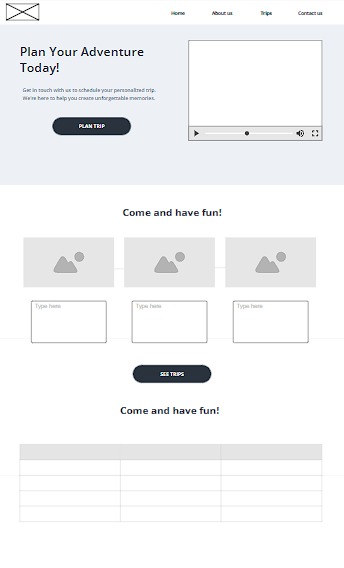 Home About us Trips Contact us
Plan Your Adventure
Today!
Get in touch with us to schedule your personalized trip.
We're here to help you create unforgettable memories.
PLAN TRIP
Come and have fun!
Type here Type here Type here
SEE TRIPS
Come and have fun!